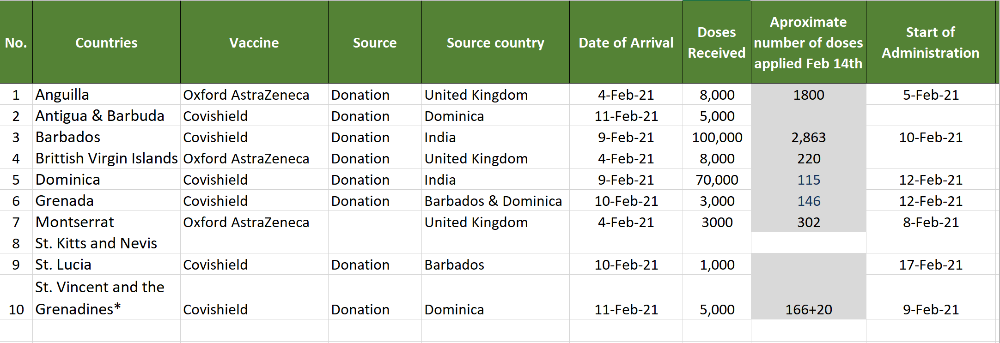 No. Countries Vaccine Source Source country Date of Arrival Doses Received Aproximate number of doses applied Feb 14th Start of Administration
1 Anguilla Oxford AstraZeneca Donation United Kingdom 4-Feb-21 8,000 1800 5-Feb-21
2 Antigua & Barbuda Covishield Donation Dominica 11-Feb-21 5,000
3 Barbados Covishield Donation India 9-Feb-21 100,000 2,863 10-Feb-21
4 Brittish Virgin Islands Oxford AstraZeneca Donation United Kingdom 4-Feb-21 8,000 220
5 Dominica Covishield Donation India 9-Feb-21 70,000 115 12-Feb-21
6 Grenada Covishield Donation Barbados & Dominica 10-Feb-21 3,000 146 12-Feb-21
7 Montserrat Oxford AstraZeneca United Kingdom 4-Feb-21 3000 302 8-Feb-21
8 St. Kitts and Nevis
9 St. Lucia Covishield Donation Barbados 10-Feb-21 1,000 17-Feb-21
St. Vincent and the
10 Grenadines* Covishield Donation Dominica 11-Feb-21 5,000 166+20 9-Feb-21